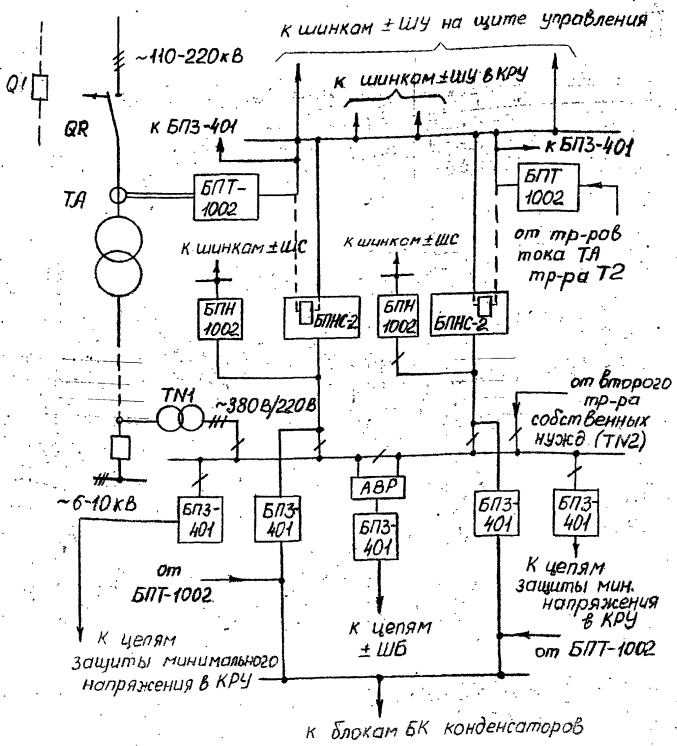 к шинкам ±ШУ на щите управления
~110-220кВ
Q1
к шинкам ±ШУ в КРУ
QR
к БПЗ-401
к БПЗ-401
TA
БПТ-
1002
БПТ
1002
от тр-ров
тока ТА
тр-ра Т2
к шинкам ±ШС
к шинкам ±ШС
БПН
1002
БПНС-2
БПН
1002
БПНС-2
TN1
~380В/220В
от второго
тр-ра
собственных
нужд (TN2)
~6-10кВ
БПЗ-
401
БПЗ-
401
АВР
БПЗ-
401
БПЗ-
401
БПЗ-
401
от
БПТ-1002
К цепям
защиты мин.
напряжения
в КРУ
К цепям
защиты минимального
напряжения в КРУ
к цепям
±ШБ
от БПТ-1002
к блокам БК конденсаторов